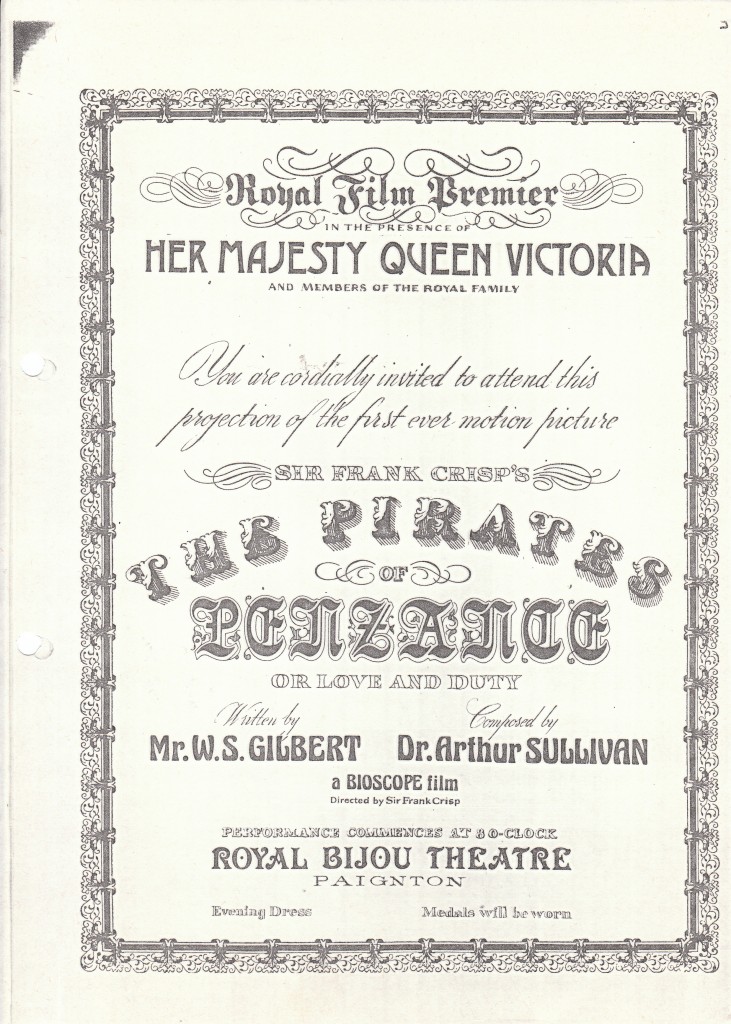 Royal Film Premier
IN THE PRESENCE OF
HER MAJESTY QUEEN VICTORIA
AND MEMBERS OF THE ROYAL FAMILY
You are cordially invited to attend this
projection of the first ever motion picture
SIR FRANK CRISP'S
THE PIRATES
OF
PENZANCE
OR LOVE AND DUTY
Written by Composed by
Mr. W. S. GILBERT Dr. Arthur SULLIVAN
a BIOSCOPE film
Directed by Sir Frank Crisp
PERFORMANCE COMMENCES AT 8 O-CLOCK
ROYAL BIJOU THEATRE
PAIGNTON
Evening Dress Medals will be worn